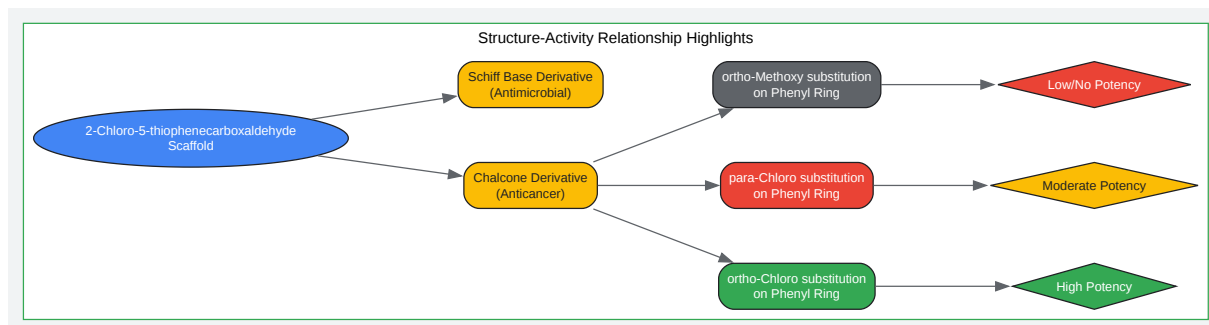 Structure-Activity Relationship Highlights
2-Chloro-5-thiophenecarboxaldehyde
Scaffold
Schiff Base Derivative
(Antimicrobial)
Chalcone Derivative
(Anticancer)
ortho-Methoxy substitution
on Phenyl Ring
Low/No Potency
para-Chloro substitution
on Phenyl Ring
Moderate Potency
ortho-Chloro substitution
on Phenyl Ring
High Potency